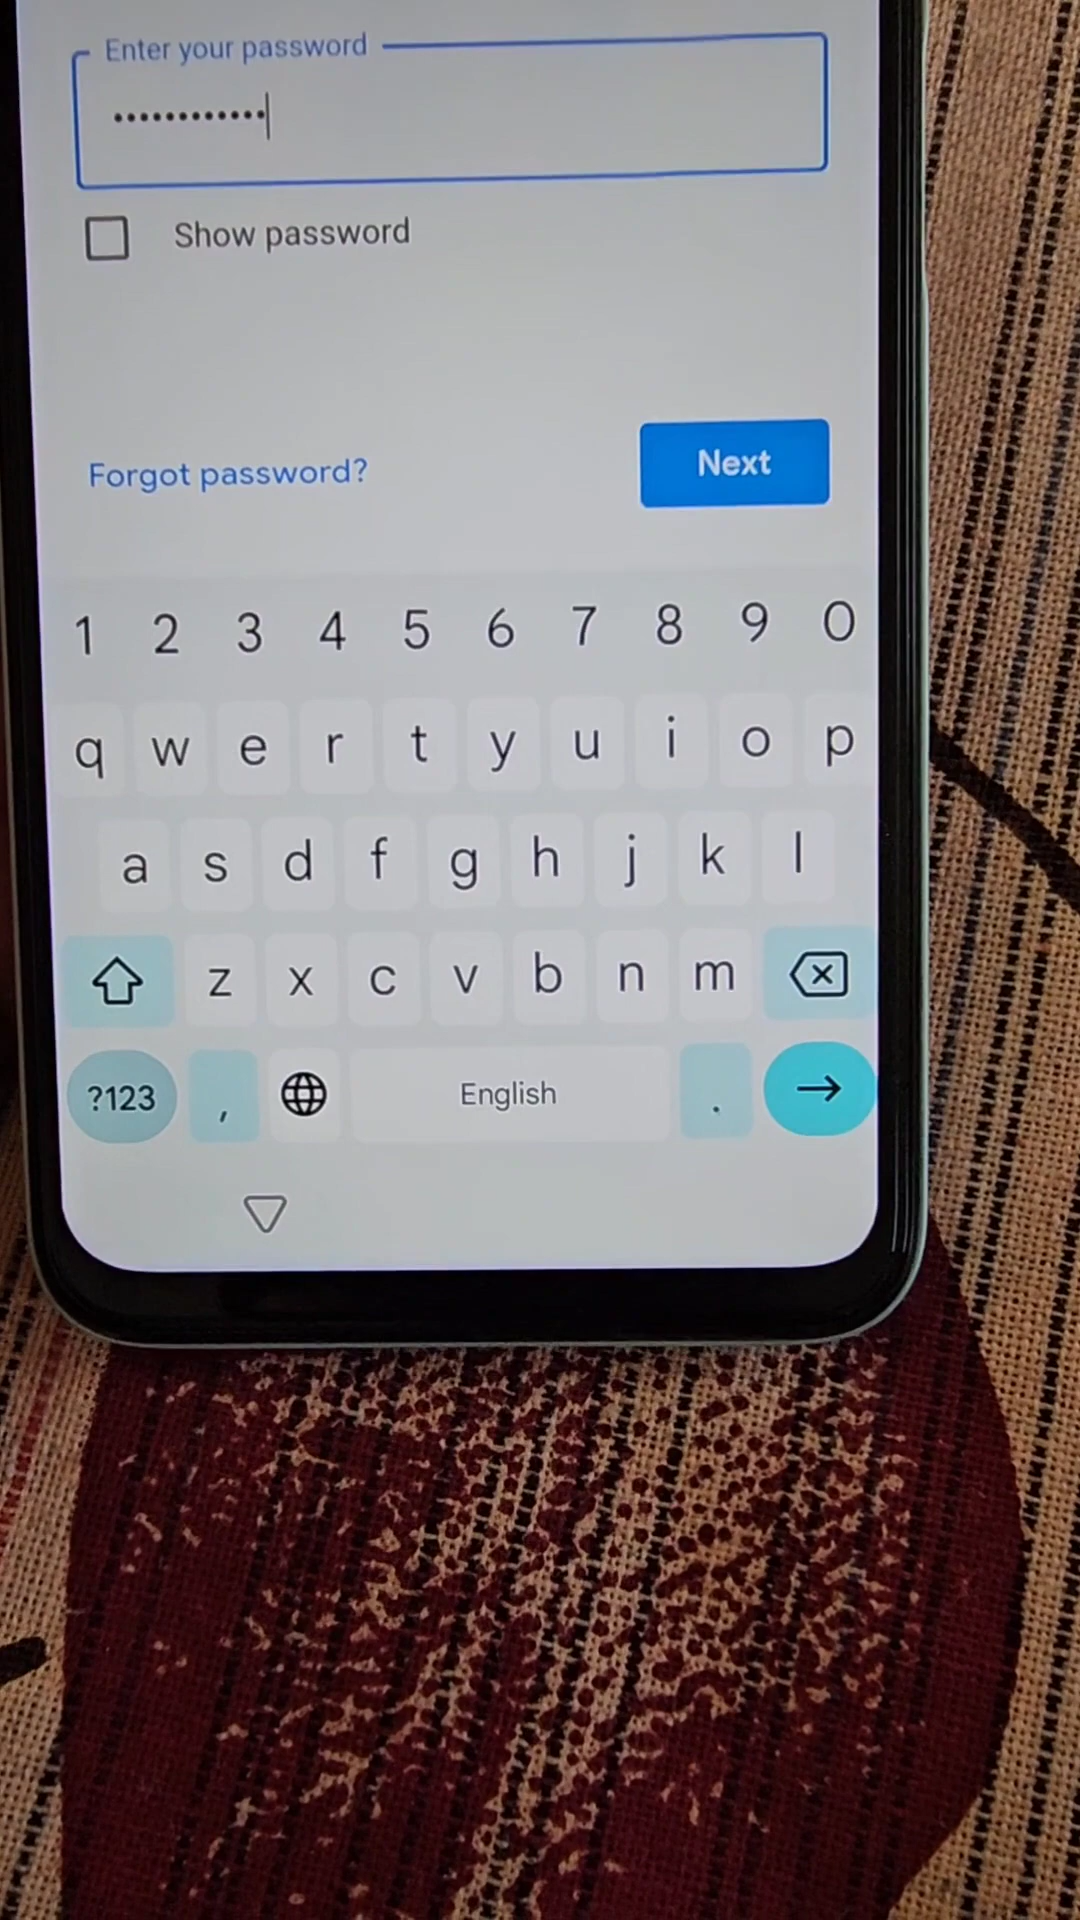 Enter your password
••••••••••••
Show password
Forgot password? Next
1 2 3 4 5 6 7 8 9 0
q w e r t y u i o p
a s d f g h j k l
z x c v b n m
?123 , English .